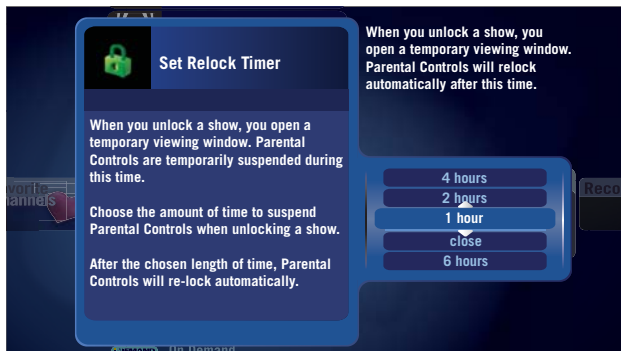 Set Relock Timer
When you unlock a show, you open a
temporary viewing window. Parental
Controls are temporarily suspended during
this time.
Choose the amount of time to suspend
Parental Controls when unlocking a show.
After the chosen length of time, Parental
Controls will re-lock automatically.
When you unlock a show, you
open a temporary viewing window.
Parental Controls will relock
automatically after this time.
4 hours
2 hours
1 hour
close
6 hours
On Demand